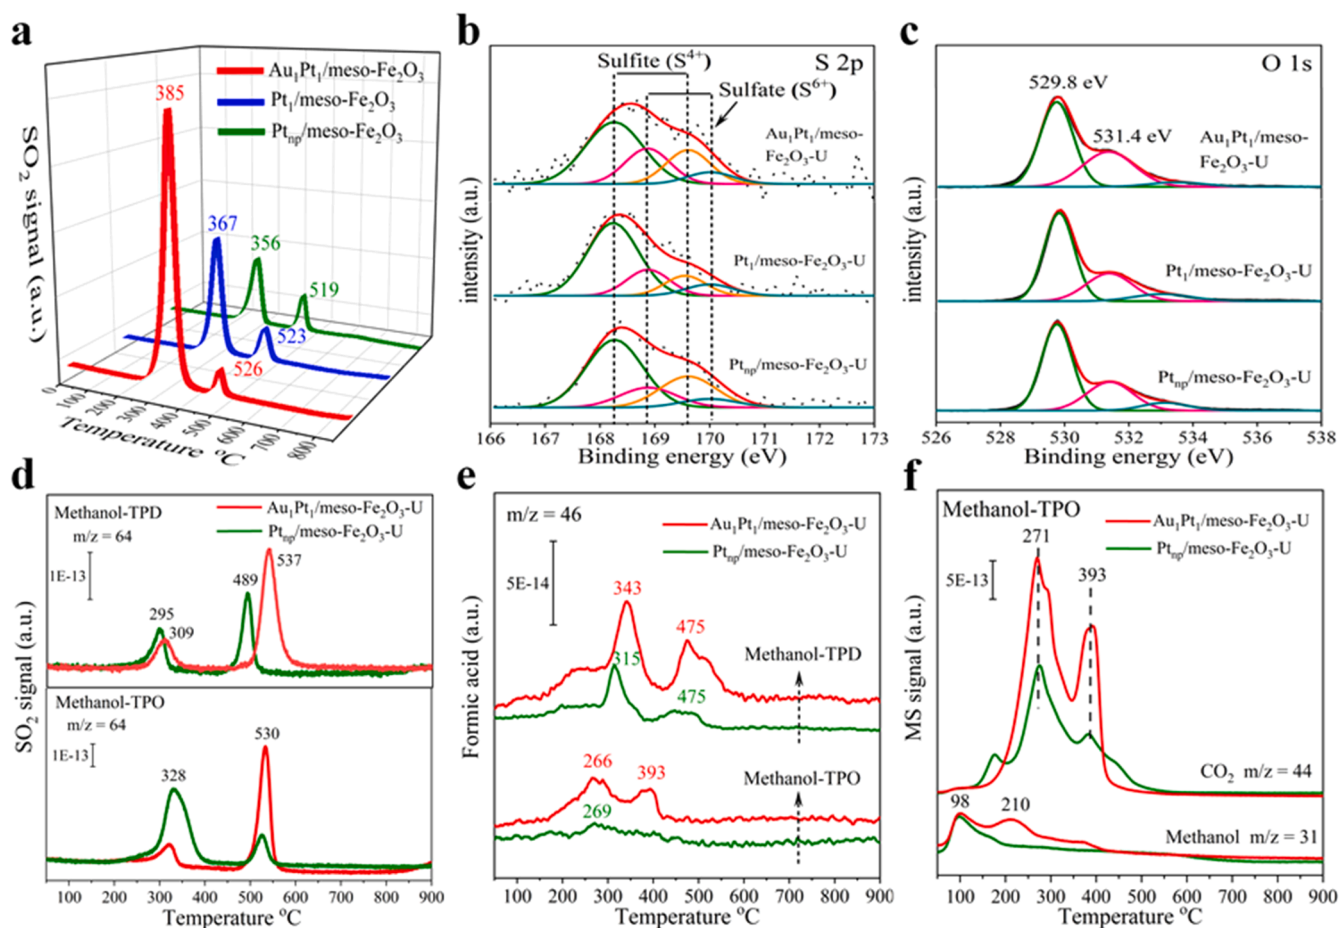 a
Au₁Pt₁/meso-Fe₂O₃
Pt₁/meso-Fe₂O₃
Ptₙₚ/meso-Fe₂O₃
385
367
356
519
523
526
SO₂ signal (a.u.)
0
100
200
300
400
500
600
700
800
Temperature ⁰C
b
Sulfite (S⁴⁺)
S 2p
Sulfate (S⁶⁺)
Au₁Pt₁/meso-
Fe₂O₃-U
Pt₁/meso-Fe₂O₃-U
Ptₙₚ/meso-Fe₂O₃-U
intensity (a.u.)
166 167 168 169 170 171 172 173
Binding energy (eV)
c
O 1s
529.8 eV
531.4 eV
Au₁Pt₁/meso-
Fe₂O₃-U
Pt₁/meso-Fe₂O₃-U
Ptₙₚ/meso-Fe₂O₃-U
intensity (a.u.)
526 528 530 532 534 536 538
Binding energy (eV)
d
Methanol-TPD
m/z = 64
Au₁Pt₁/meso-Fe₂O₃-U
Ptₙₚ/meso-Fe₂O₃-U
1E-13
537
489
295
309
Methanol-TPO
m/z = 64
1E-13
530
328
SO₂ signal (a.u.)
100 200 300 400 500 600 700 800 900
Temperature ⁰C
e
m/z = 46
Au₁Pt₁/meso-Fe₂O₃-U
Ptₙₚ/meso-Fe₂O₃-U
5E-14
343
475
315
Methanol-TPD
475
266
393
Methanol-TPO
269
Formic acid (a.u.)
100 200 300 400 500 600 700 800 900
Temperature ⁰C
f
Methanol-TPO
Au₁Pt₁/meso-Fe₂O₃-U
271
Ptₙₚ/meso-Fe₂O₃-U
5E-13
393
CO₂ m/z = 44
98
210
Methanol m/z = 31
MS signal (a.u.)
100 200 300 400 500 600 700 800 900
Temperature ⁰C